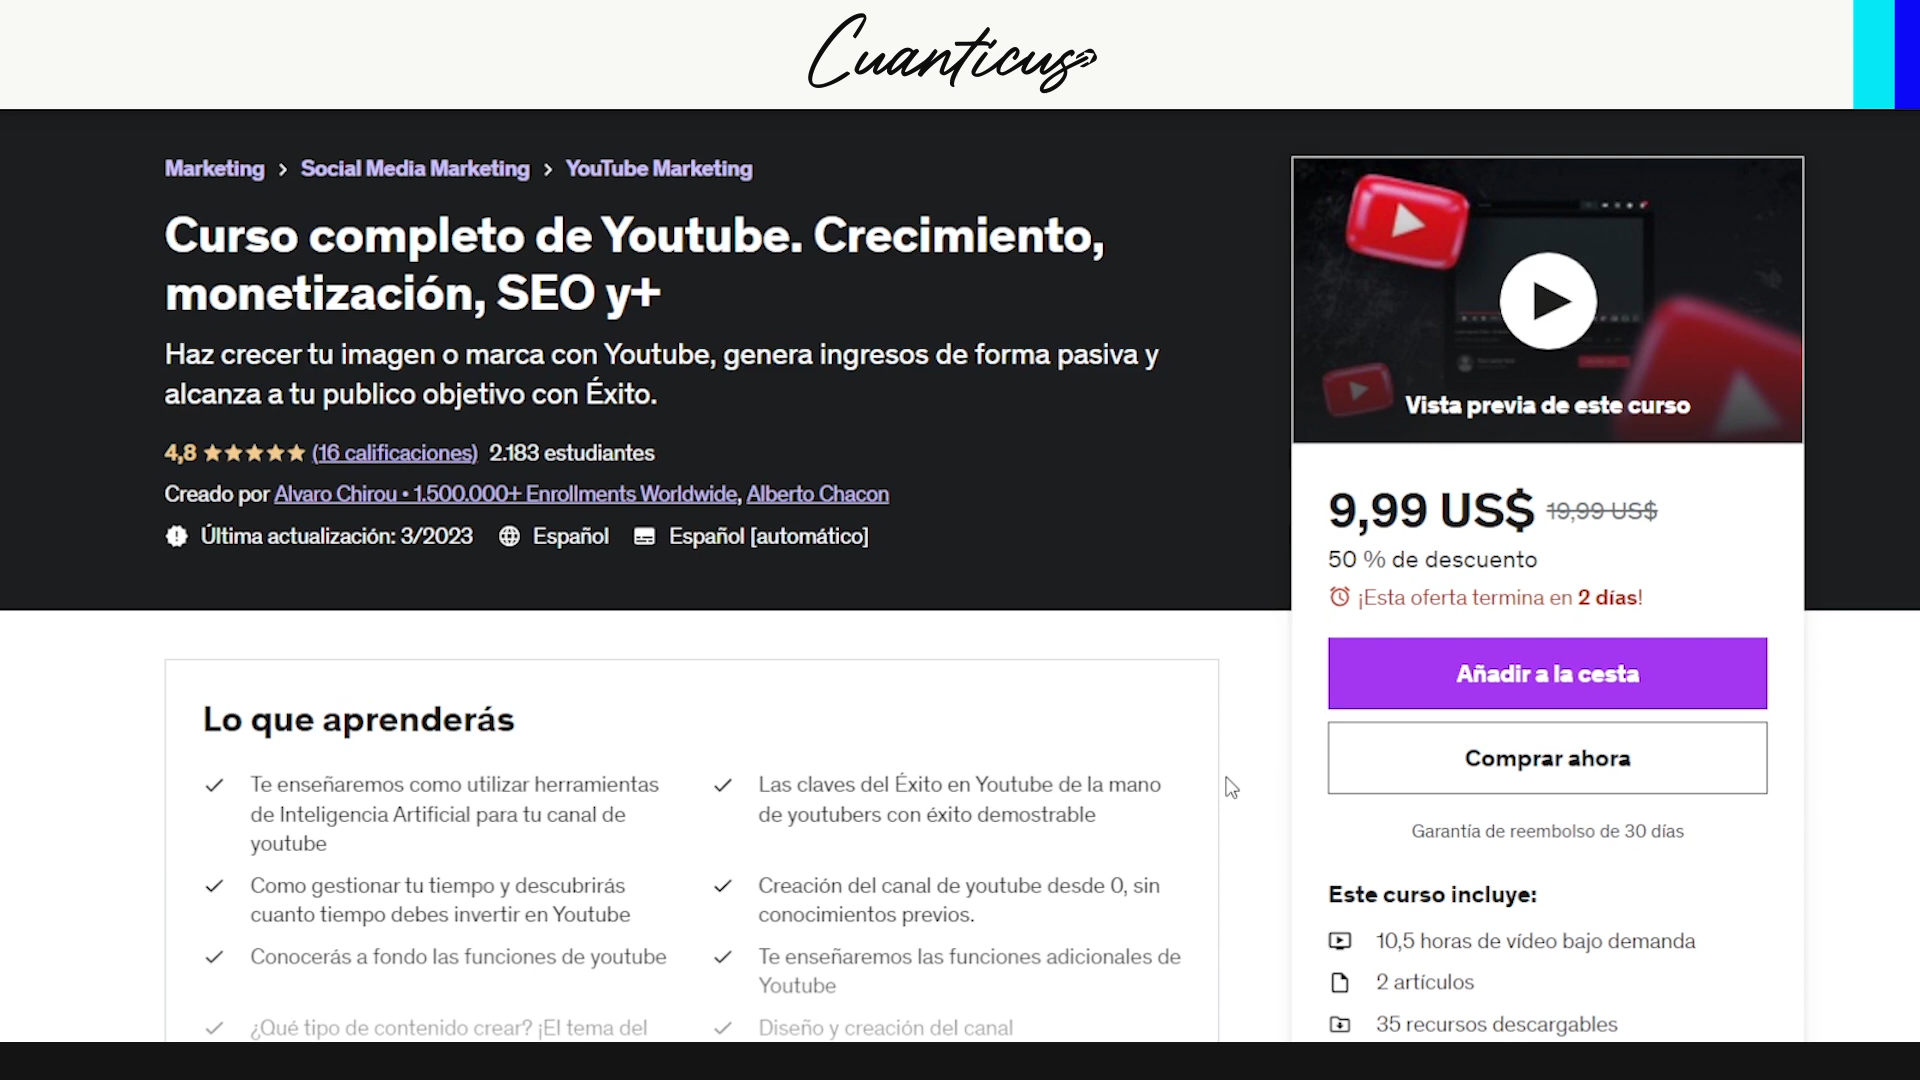 Cuanticus
Marketing > Social Media Marketing > YouTube Marketing
Curso completo de Youtube. Crecimiento,
monetización, SEO y+
Haz crecer tu imagen o marca con Youtube, genera ingresos de forma pasiva y
alcanza a tu publico objetivo con Éxito.
4,8 ★★★★★ (16 calificaciones) 2.183 estudiantes
Creado por Alvaro Chirou • 1.500.000+ Enrollments Worldwide, Alberto Chacon
Última actualización: 3/2023 Español Español [automático]
Vista previa de este curso
9,99 US$ 19,99 US$
50 % de descuento
¡Esta oferta termina en 2 días!
Añadir a la cesta
Comprar ahora
Garantía de reembolso de 30 días
Este curso incluye:
10,5 horas de vídeo bajo demanda
2 artículos
35 recursos descargables
Lo que aprenderás
Te enseñaremos como utilizar herramientas
de Inteligencia Artificial para tu canal de
youtube
Las claves del Éxito en Youtube de la mano
de youtubers con éxito demostrable
Como gestionar tu tiempo y descubrirás
cuanto tiempo debes invertir en Youtube
Creación del canal de youtube desde 0, sin
conocimientos previos.
Conocerás a fondo las funciones de youtube
Te enseñaremos las funciones adicionales de
Youtube
¿Qué tipo de contenido crear? ¡El tema del
Diseño y creación del canal